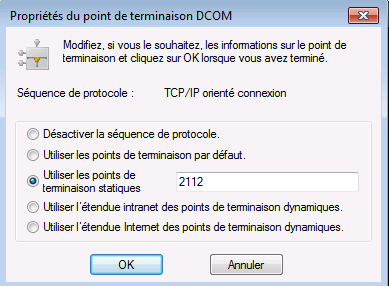 Propriétés du point de terminaison DCOM
Modifiez, si vous le souhaitez, les informations sur le point de
terminaison et cliquez sur OK lorsque vous avez terminé.
Séquence de protocole :
TCP/IP orienté connexion
Désactiver la séquence de protocole.
Utiliser les points de terminaison par défaut.
Utiliser les points de
terminaison statiques
2112
Utiliser l'étendue intranet des points de terminaison dynamiques.
Utiliser l'étendue Internet des points de terminaison dynamiques.
OK
Annuler